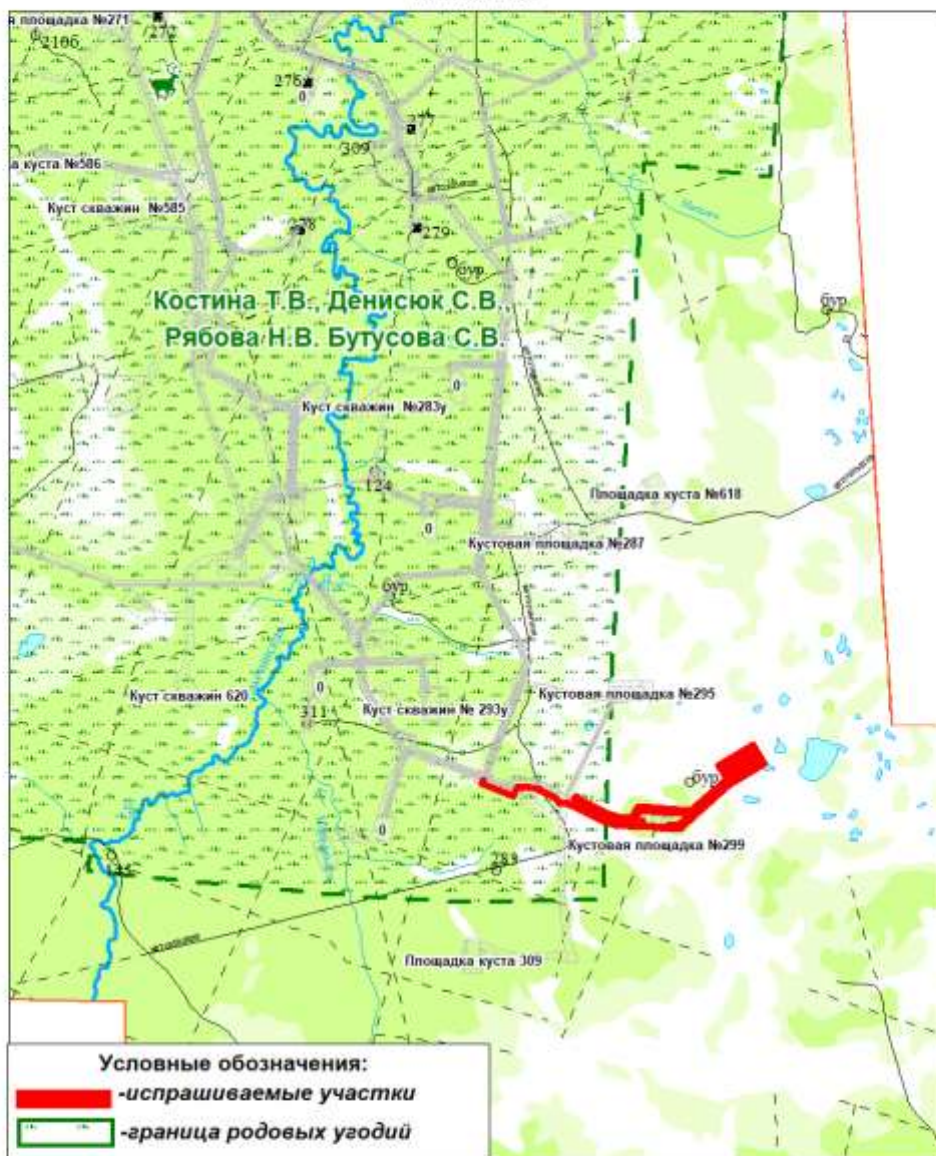 я площадка №271
272
210б
276
0
277
309
а куста №586
Куст скважин №585
278
279
бур.
Костина Т.В., Денисюк С.В.,
Рябова Н.В. Бутусова С.В.
бур
0
Куст скважин №283у
124
Площадка куста №618
0
Кустовая площадка №287
бур.
Куст скважин 620
0
Кустовая площадка №295
311
Куст скважин № 293у
бур
0
Кустовая площадка №299
283
Площадка куста 309
Условные обозначения:
-испрашиваемые участки
-граница родовых угодий